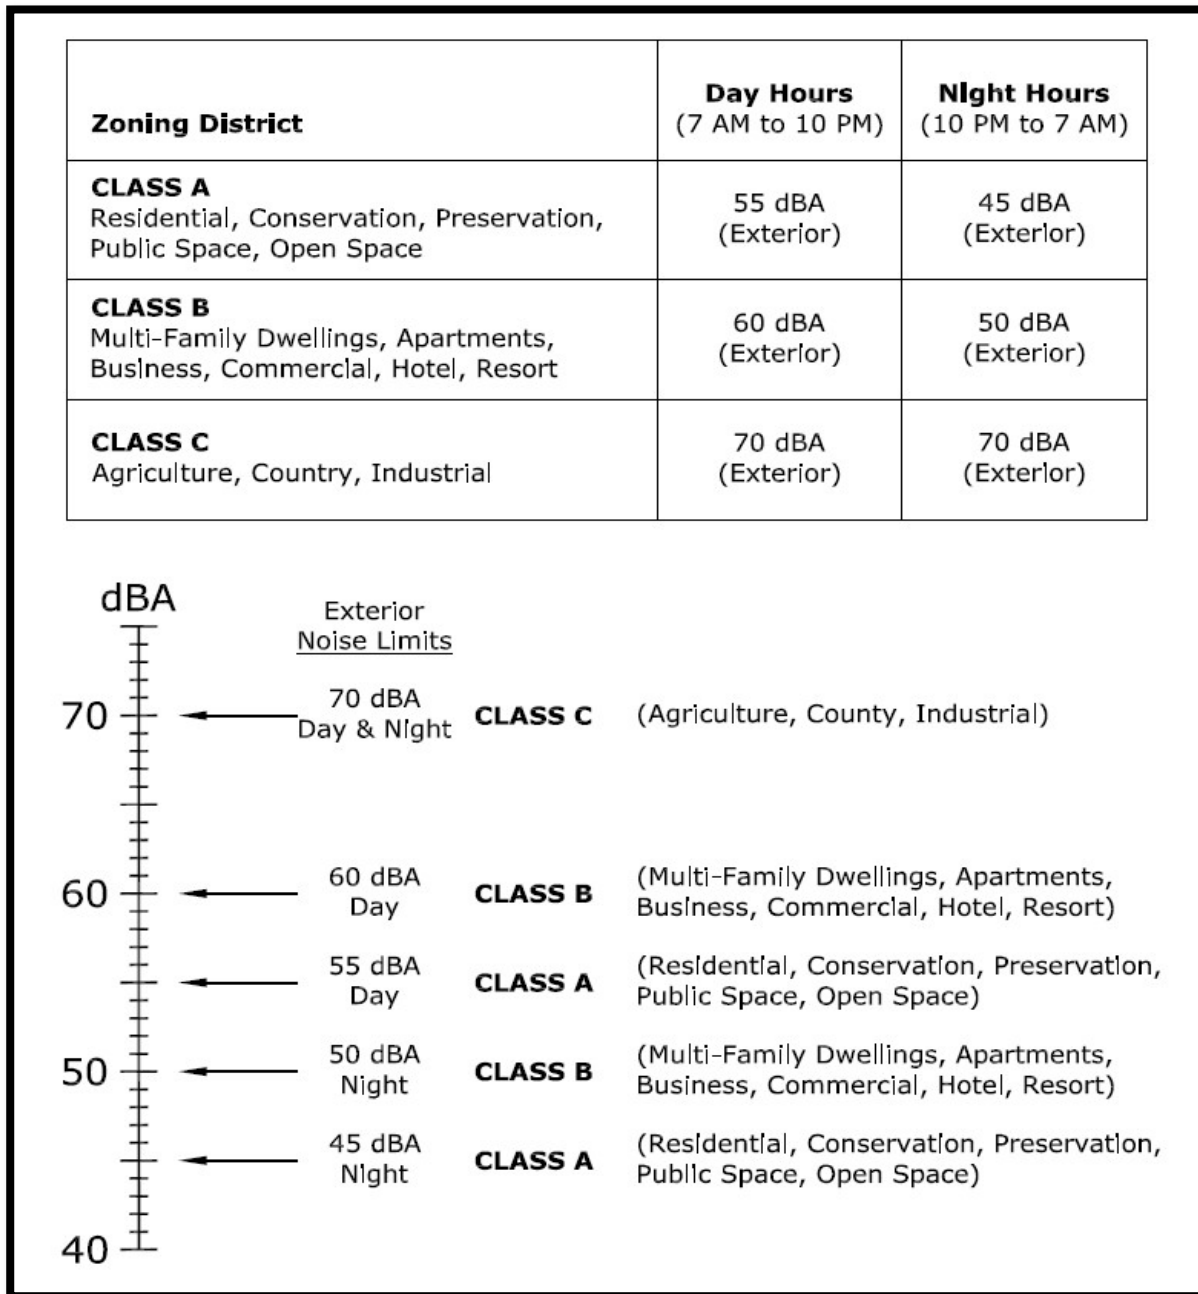 Zoning District
Day Hours
(7 AM to 10 PM)
Night Hours
(10 PM to 7 AM)
CLASS A
Residential, Conservation, Preservation,
Public Space, Open Space
55 dBA
(Exterior)
45 dBA
(Exterior)
CLASS B
Multi-Family Dwellings, Apartments,
Business, Commercial, Hotel, Resort
60 dBA
(Exterior)
50 dBA
(Exterior)
CLASS C
Agriculture, Country, Industrial
70 dBA
(Exterior)
70 dBA
(Exterior)
dBA
Exterior
Noise Limits
70
70 dBA
Day & Night
CLASS C
(Agriculture, County, Industrial)
60
60 dBA
Day
CLASS B
(Multi-Family Dwellings, Apartments,
Business, Commercial, Hotel, Resort)
55 dBA
Day
CLASS A
(Residential, Conservation, Preservation,
Public Space, Open Space)
50
50 dBA
Night
CLASS B
(Multi-Family Dwellings, Apartments,
Business, Commercial, Hotel, Resort)
45 dBA
Night
CLASS A
(Residential, Conservation, Preservation,
Public Space, Open Space)
40